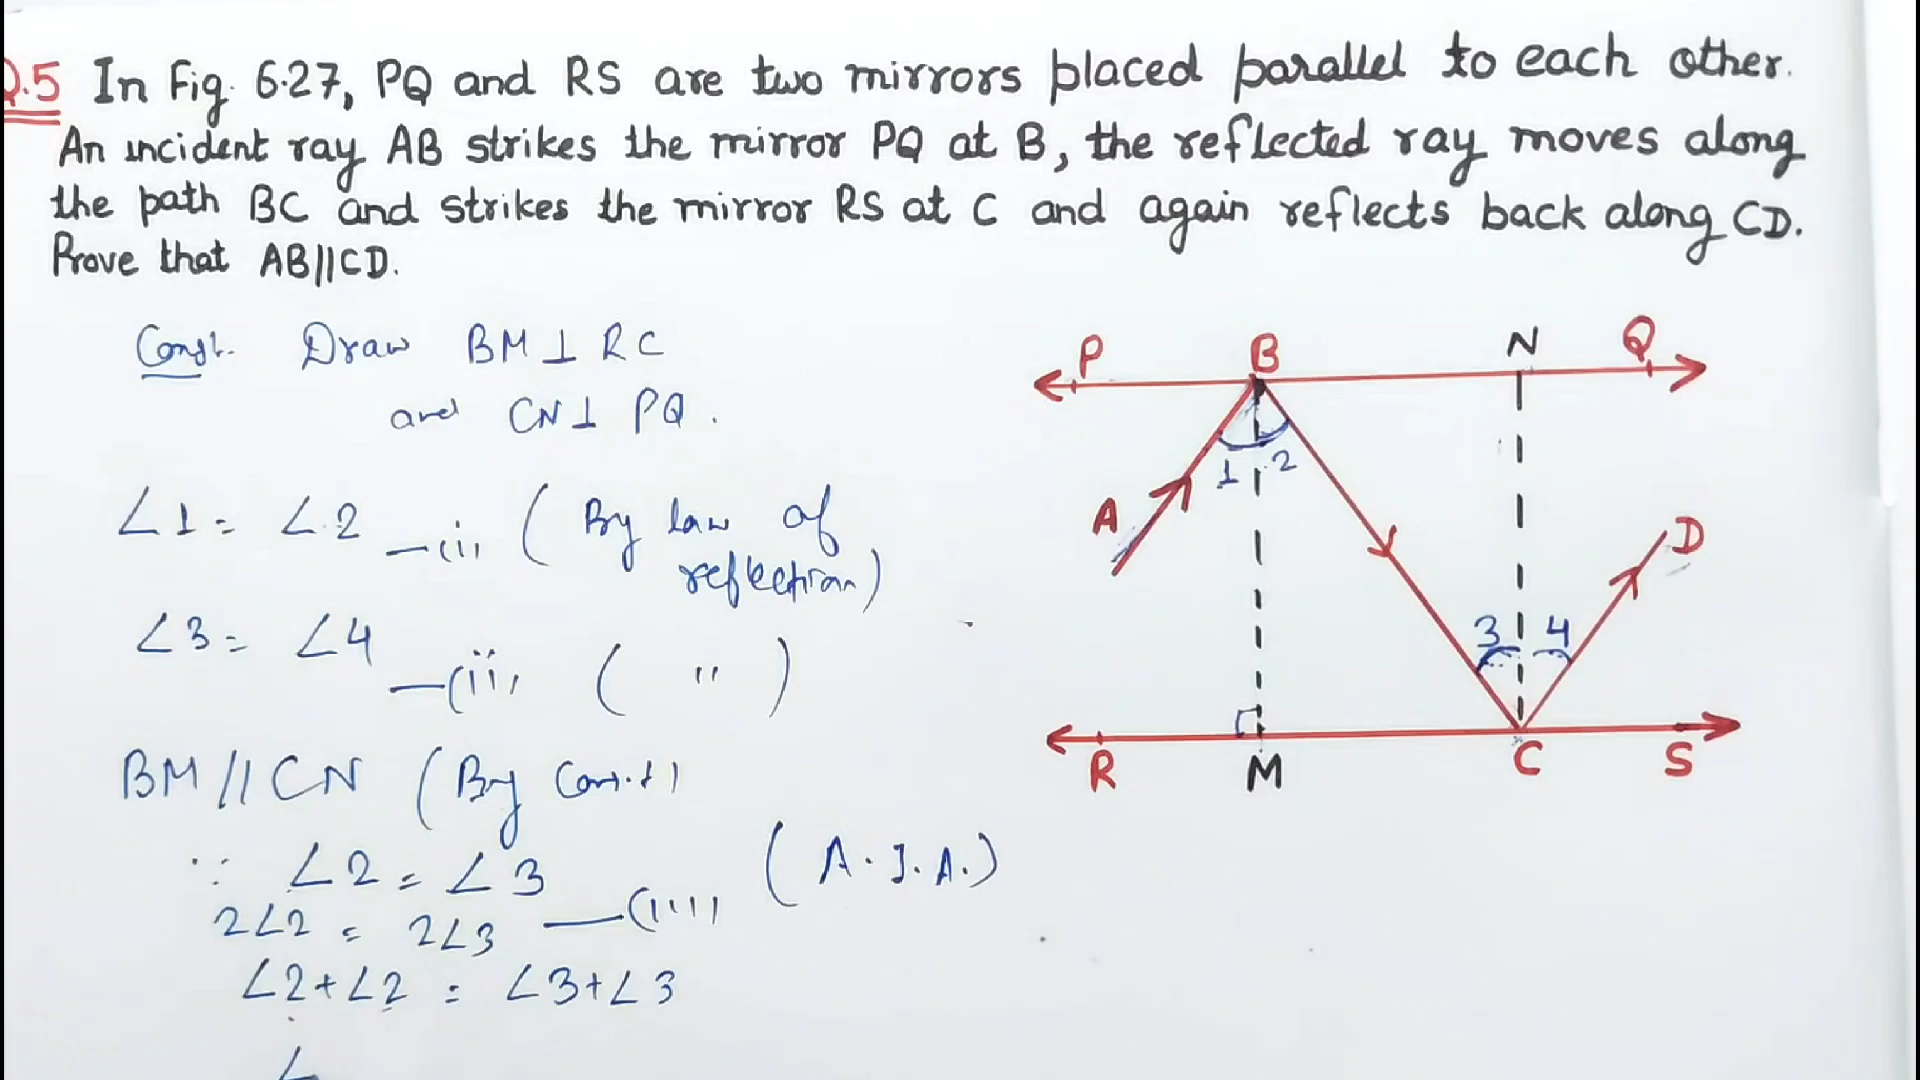 Q.5 In Fig. 6.27, PQ and RS are two mirrors placed parallel to each other.
An incident ray AB strikes the mirror PQ at B, the reflected ray moves along
the path BC and strikes the mirror RS at C and again reflects back along CD.
Prove that AB||CD.
Const. Draw BM ⊥ RC
and CN ⊥ PQ.
∠1 = ∠2 —(i) ( By law of
reflection)
∠3 = ∠4 —(ii) ( " )
BM // CN (By Const)
∵ ∠2 = ∠3 (A.I.A.)
2∠2 = 2∠3 —(iii)
∠2+∠2 = ∠3+∠3
∠
P B N Q
1 2
A D
3 4
R M C S